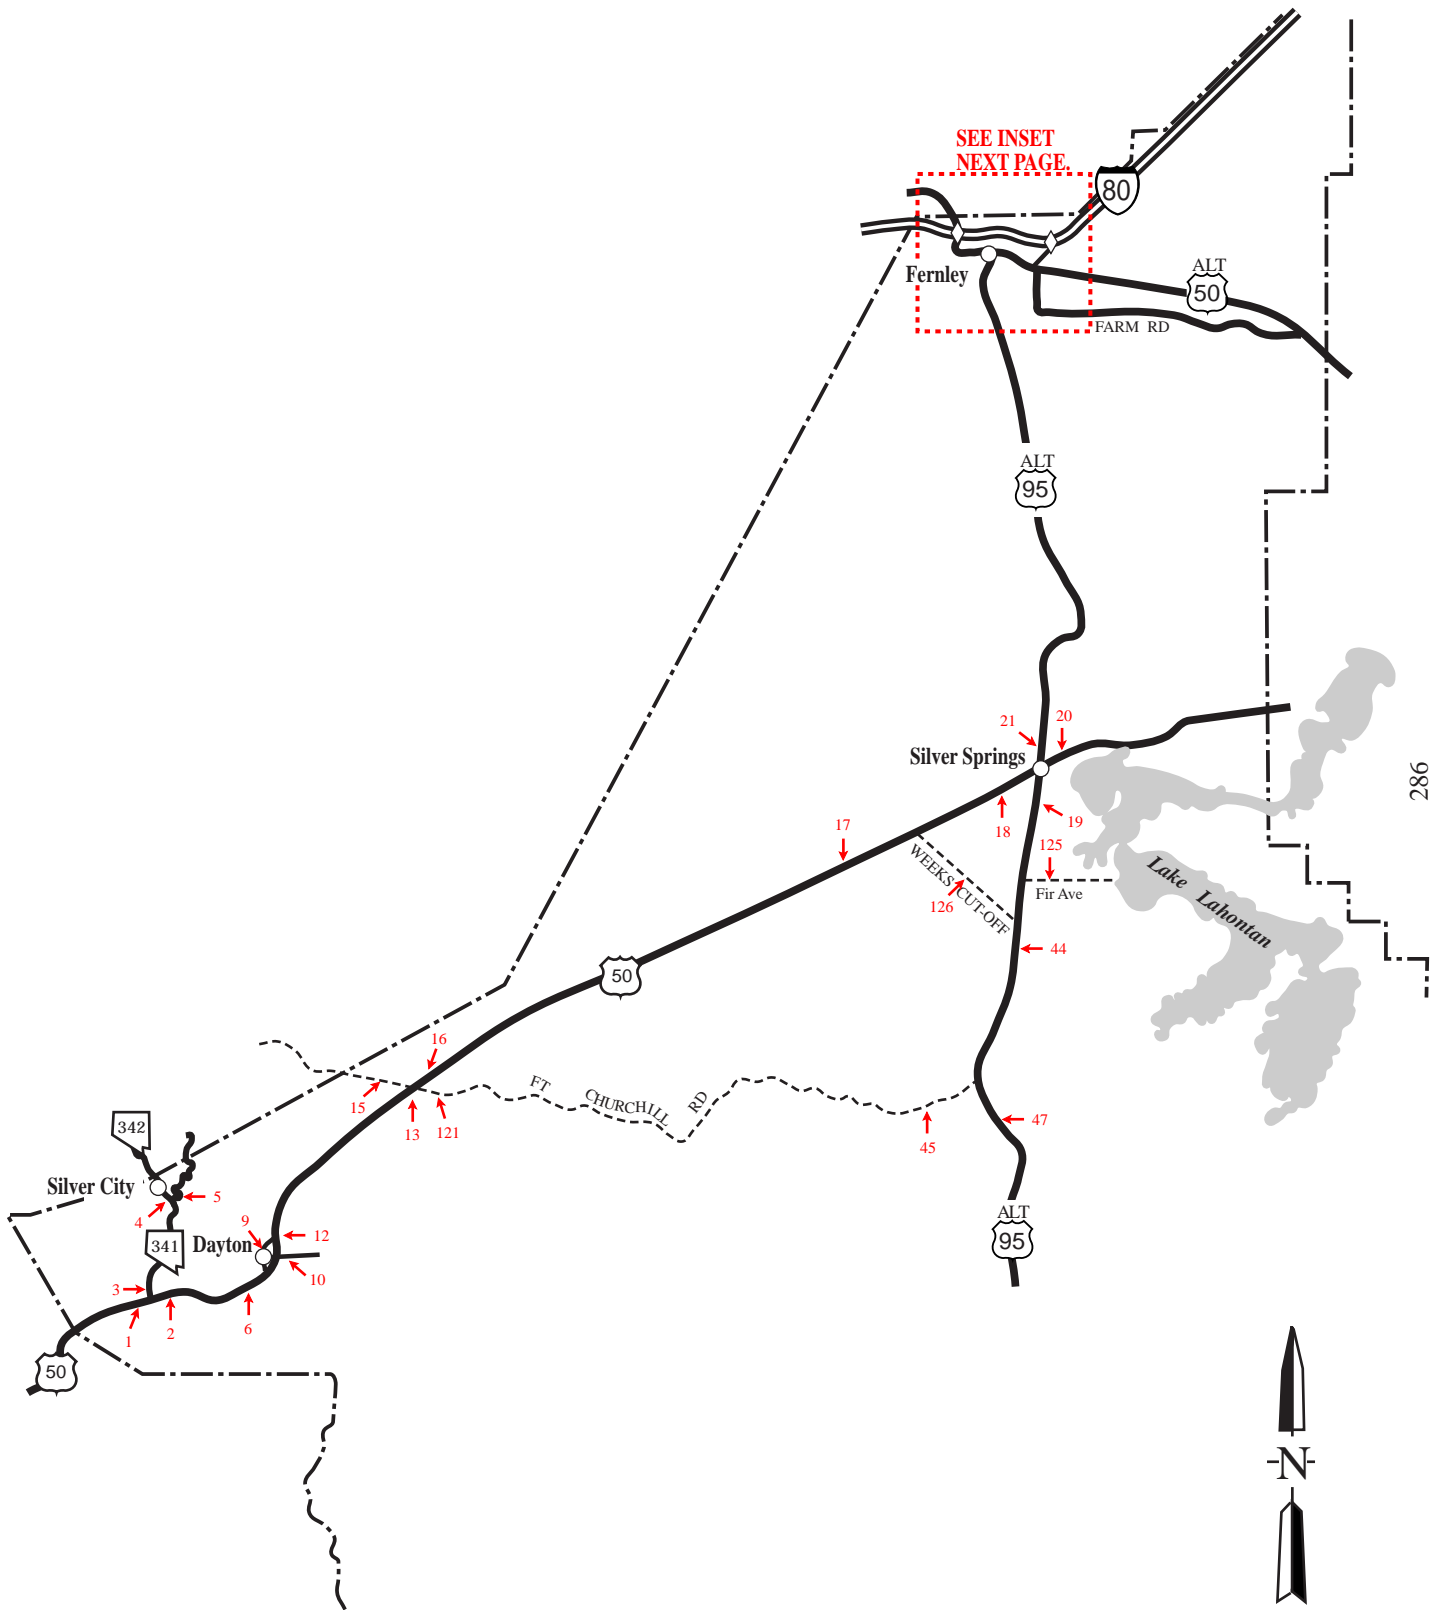 SEE INSET
NEXT PAGE.
80
Fernley
ALT
50
FARM RD
ALT
95
21
20
Silver Springs
286
17
18
19
125
WEEKS CUT-OFF
126
Fir Ave
Lake Lahontan
44
50
16
15
13
121
FT CHURCHILL RD
45
47
342
Silver City
5
4
341
Dayton
9
12
10
3
1
2
6
ALT
95
50
N